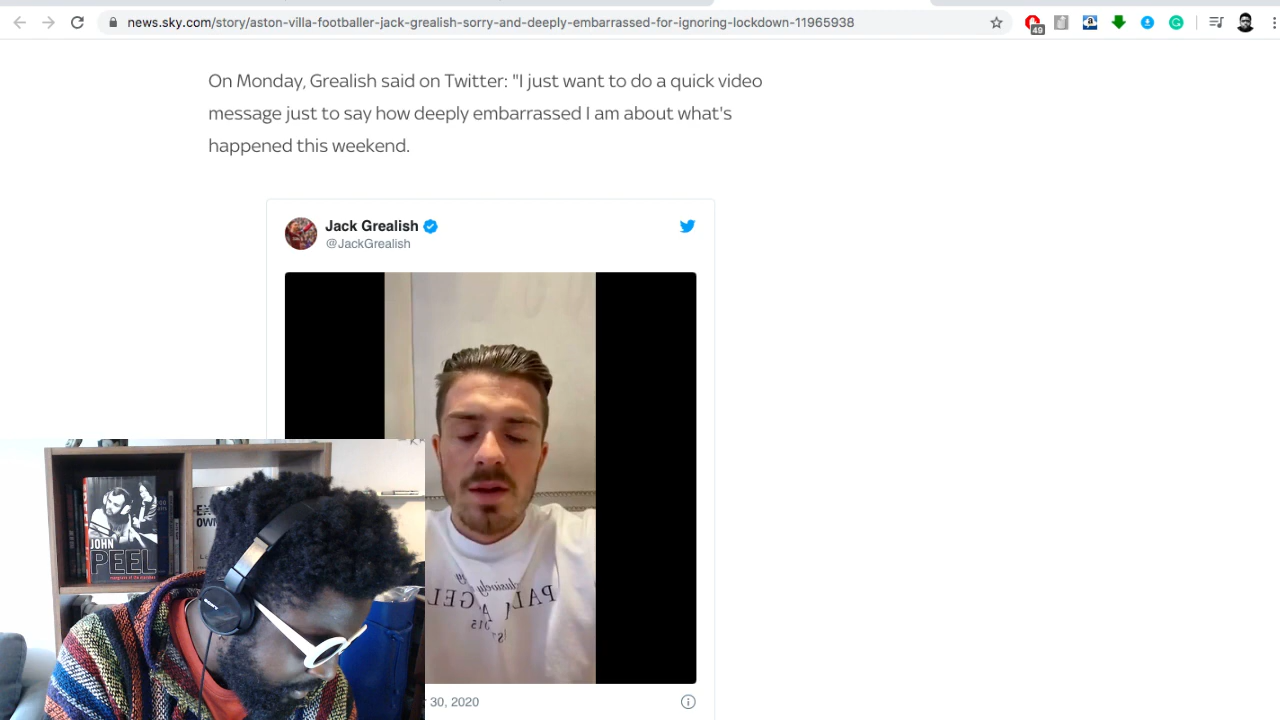 news.sky.com/story/aston-villa-footballer-jack-grealish-sorry-and-deeply-embarrassed-for-ignoring-lockdown-11965938
49
On Monday, Grealish said on Twitter: "I just want to do a quick video
message just to say how deeply embarrassed I am about what's
happened this weekend.
Jack Grealish
@JackGrealish
JOHN
PEEL
30, 2020